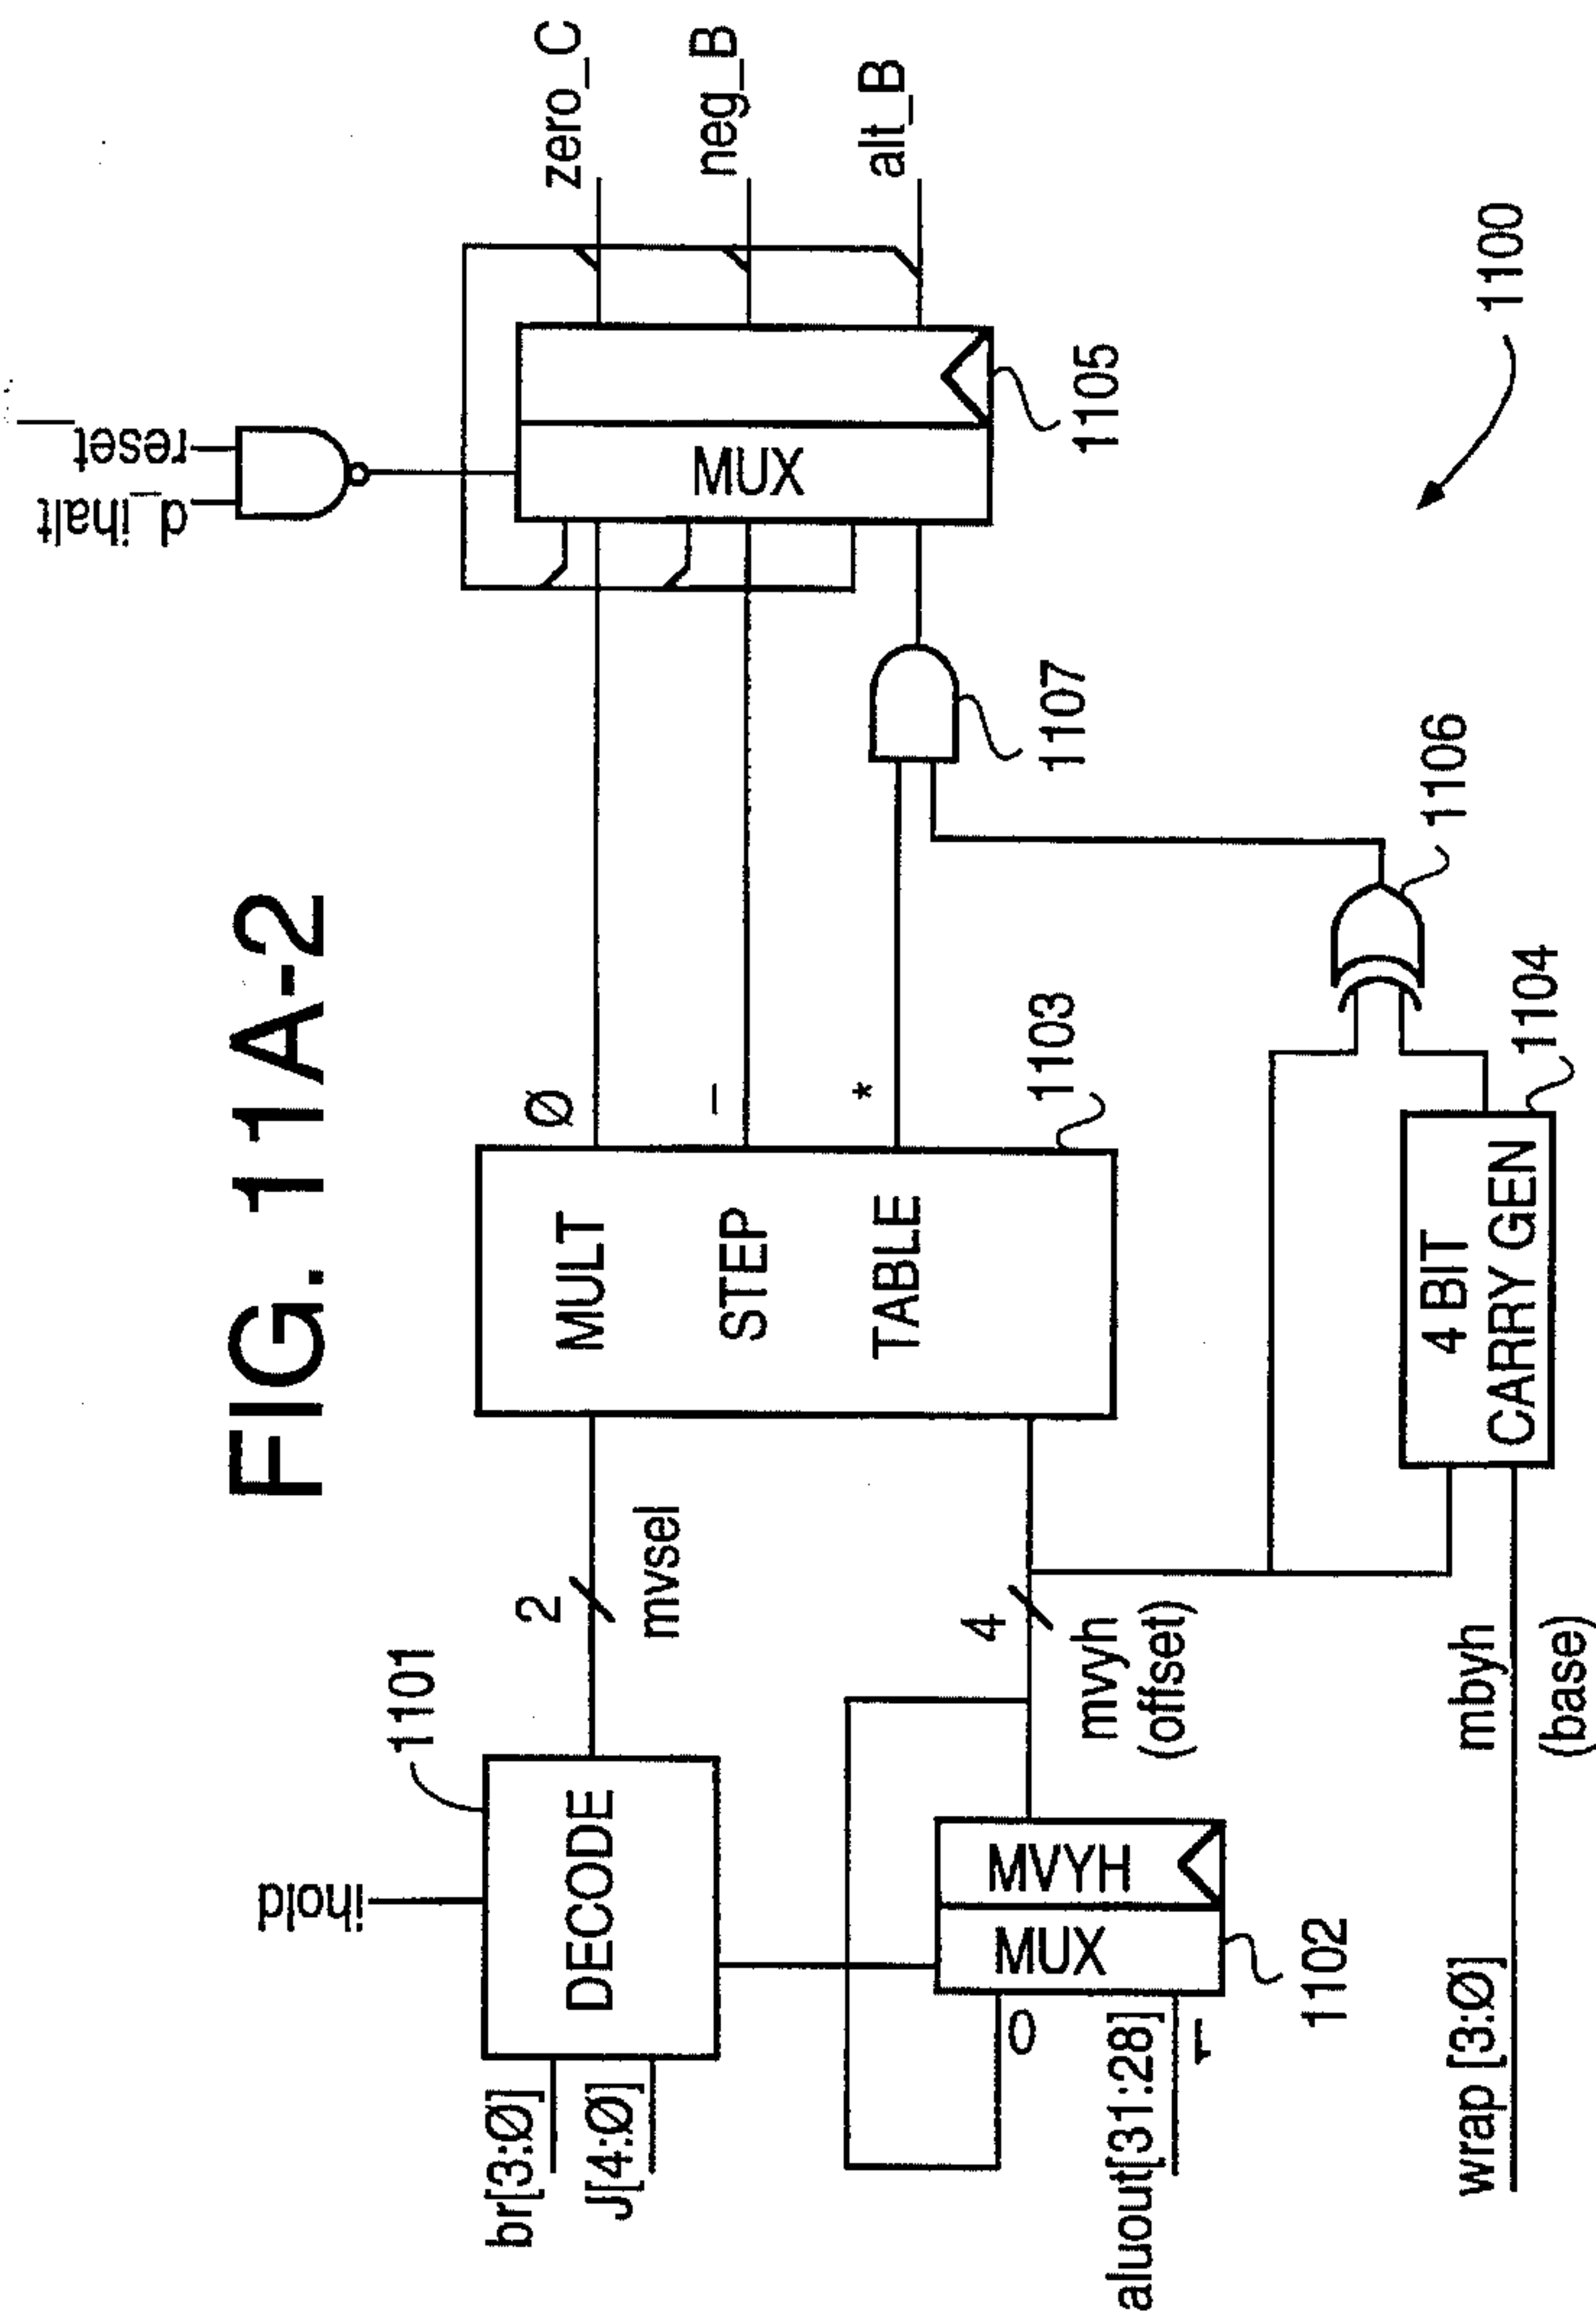 FIG. 11A-2
d_ihalt
reset_
zero_C
neg_B
alt_B
MUX
1105
1107
1106
1100
ihold
1101
br[3:Ø]
J[4:Ø]
DECODE
2
mvsel
MULT
STEP
TABLE
Ø
–
*
1103
0
aluout[31:28]
1
MUX
MVYH
1102
4
mvyh
(offset)
wrap [3:Ø]
mbyh
(base)
4 BIT
CARRY GEN
1104